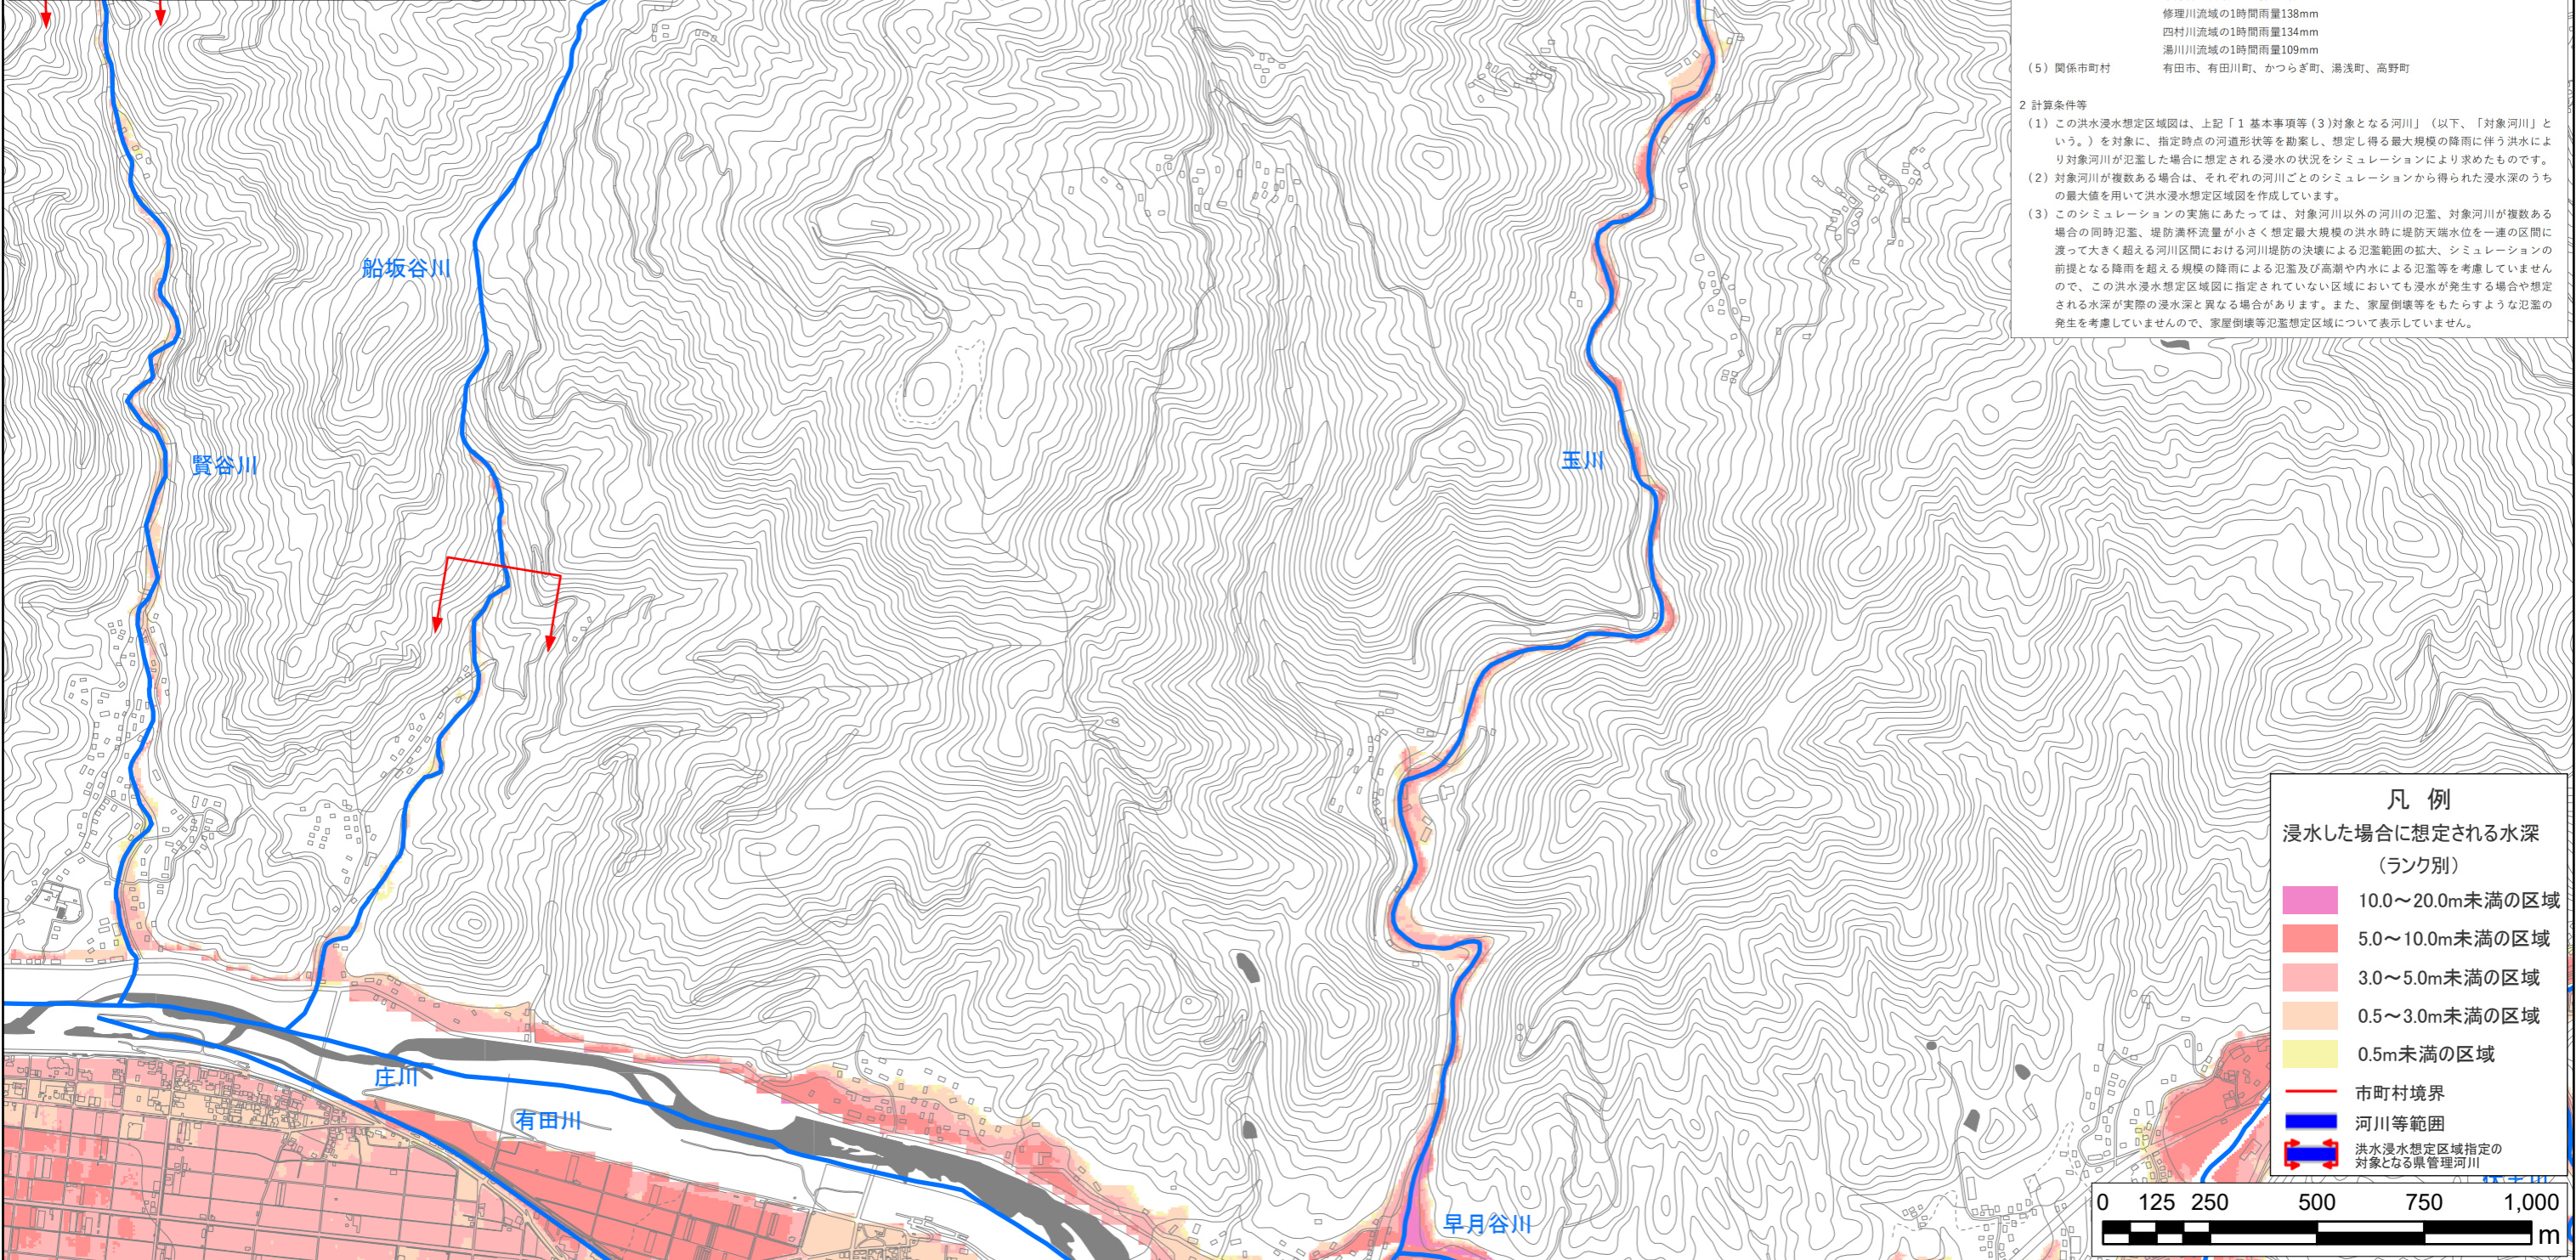 修理川流域の1時間雨量138mm
四村川流域の1時間雨量134mm
湯川川流域の1時間雨量109mm
(5) 関係市町村 有田市、有田川町、かつらぎ町、湯浅町、高野町
2 計算条件等
(1) この洪水浸水想定区域図は、上記「1 基本事項等(3)対象となる河川」(以下、「対象河川」と
いう。)を対象に、指定時点の河道形状等を勘案し、想定し得る最大規模の降雨に伴う洪水によ
り対象河川が氾濫した場合に想定される浸水の状況をシミュレーションにより求めたものです。
(2) 対象河川が複数ある場合は、それぞれの河川ごとのシミュレーションから得られた浸水深のうち
の最大値を用いて洪水浸水想定区域図を作成しています。
(3) このシミュレーションの実施にあたっては、対象河川以外の河川の氾濫、対象河川が複数ある
場合の同時氾濫、堤防満杯流量が小さく想定最大規模の洪水時に堤防天端水位を一連の区間に
渡って大きく超える河川区間における河川堤防の決壊による氾濫範囲の拡大、シミュレーションの
前提となる降雨を超える規模の降雨による氾濫及び高潮や内水による氾濫等を考慮していません
ので、この洪水浸水想定区域図に指定されていない区域においても浸水が発生する場合や想定
される水深が実際の浸水深と異なる場合があります。また、家屋倒壊等をもたらすような氾濫の
発生を考慮していませんので、家屋倒壊等氾濫想定区域について表示していません。
船坂谷川
賢谷川
玉川
庄川
有田川
早月谷川
凡 例
浸水した場合に想定される水深
(ランク別)
10.0～20.0m未満の区域
5.0～10.0m未満の区域
3.0～5.0m未満の区域
0.5～3.0m未満の区域
0.5m未満の区域
市町村境界
河川等範囲
洪水浸水想定区域指定の
対象となる県管理河川
0 125 250 500 750 1,000
m